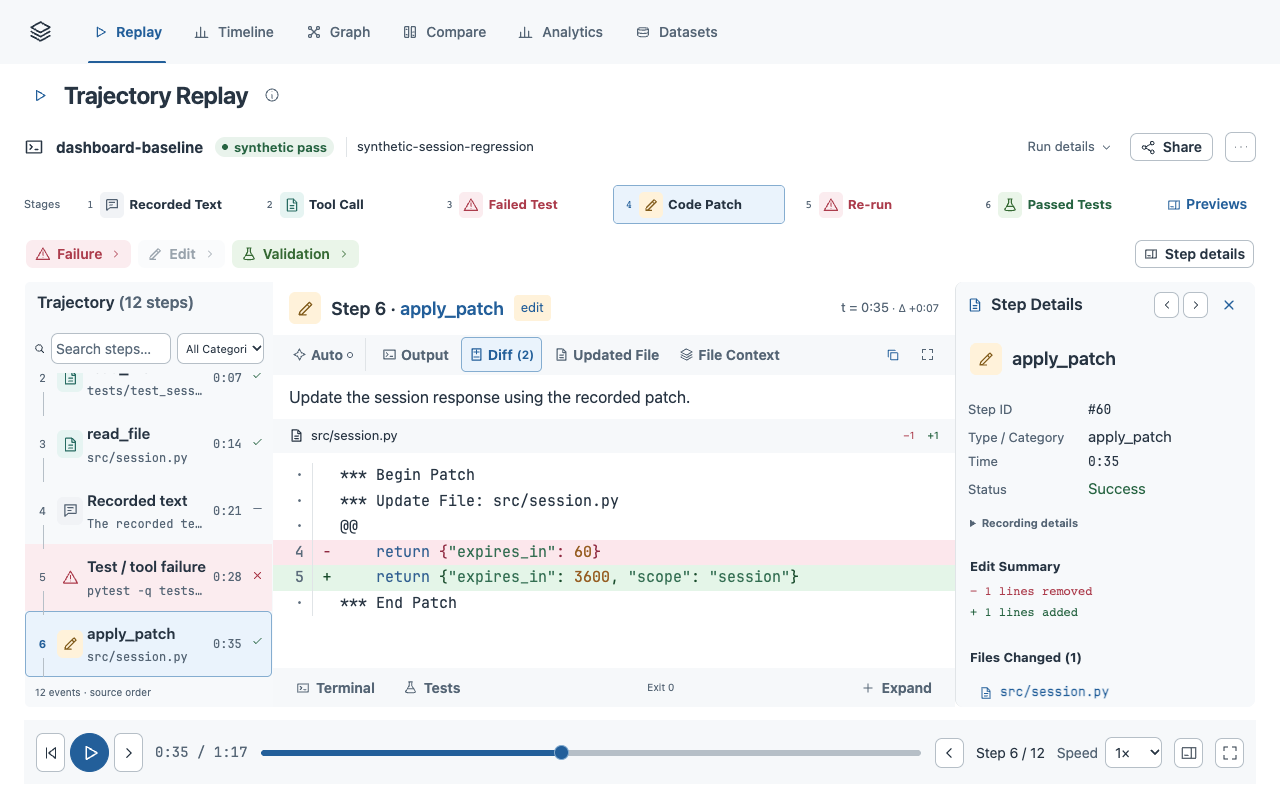 Replay Timeline Graph Compare Analytics Datasets
Trajectory Replay
dashboard-baseline synthetic pass synthetic-session-regression Run details Share ...
Stages 1 Recorded Text 2 Tool Call 3 Failed Test 4 Code Patch 5 Re-run 6 Passed Tests Previews
Failure Edit Validation Step details
Trajectory (12 steps)
Search steps... All Categori
2 0:07
tests/test_sess…
3 read_file 0:14
src/session.py
4 Recorded text 0:21
The recorded te…
5 Test / tool failure 0:28
pytest -q tests…
6 apply_patch 0:35
src/session.py
12 events · source order
Step 6 · apply_patch edit t = 0:35 · Δ +0:07
Auto Output Diff (2) Updated File File Context
Update the session response using the recorded patch.
src/session.py −1 +1
· *** Begin Patch
· *** Update File: src/session.py
· @@
4 - return {"expires_in": 60}
5 + return {"expires_in": 3600, "scope": "session"}
· *** End Patch
Terminal Tests Exit 0 + Expand
Step Details
apply_patch
Step ID #60
Type / Category apply_patch
Time 0:35
Status Success
Recording details
Edit Summary
− 1 lines removed
+ 1 lines added
Files Changed (1)
src/session.py
0:35 / 1:17 Step 6 / 12 Speed 1×